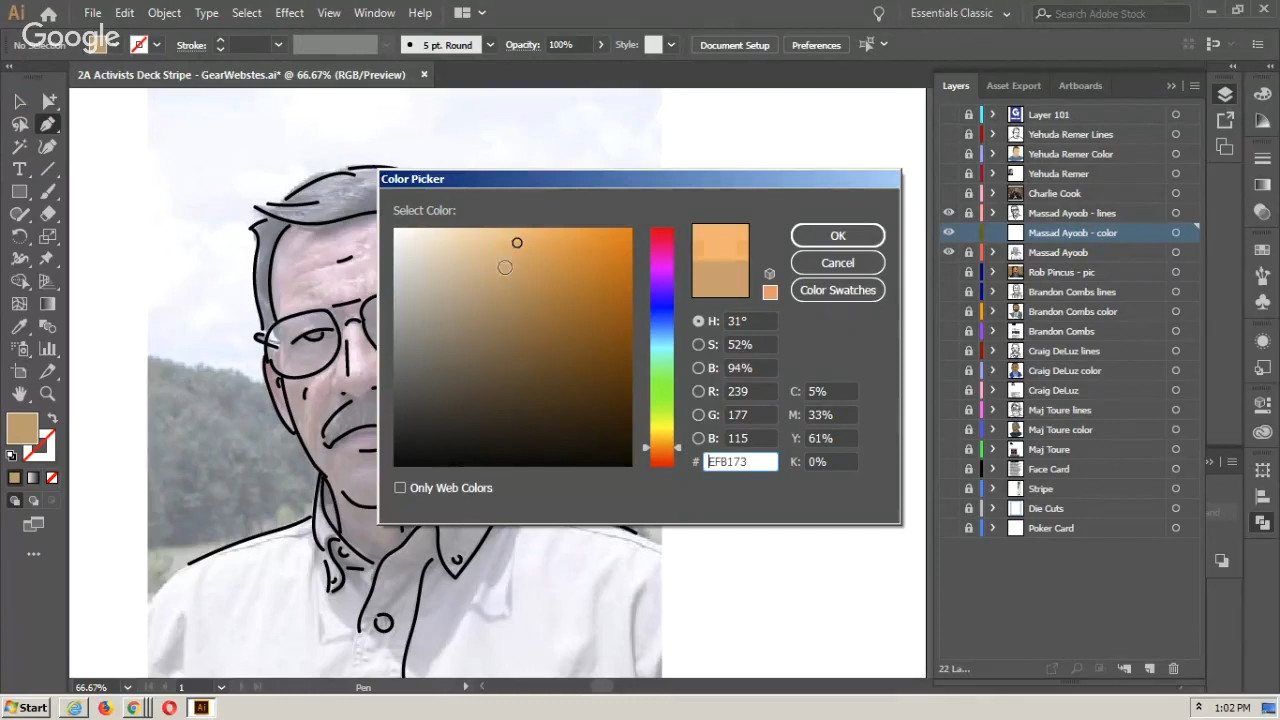 Ai File Edit Object Type Select Effect View Window Help Essentials Classic Search Adobe Stock
Google
No Selection Stroke: 5 pt. Round Opacity: 100% Style: Document Setup Preferences
2A Activists Deck Stripe - GearWebstes.ai* @ 66.67% (RGB/Preview)
Layers Asset Export Artboards
Layer 101
Yehuda Remer Lines
Yehuda Remer Color
Yehuda Remer
Charlie Cook
Massad Ayoob - lines
Massad Ayoob - color
Massad Ayoob
Rob Pincus - pic
Brandon Combs lines
Brandon Combs color
Brandon Combs
Craig DeLuz lines
Craig DeLuz color
Craig DeLuz
Maj Toure lines
Maj Toure color
Maj Toure
Face Card
Stripe
Die Cuts
Poker Card
22 La...
Color Picker
Select Color:
OK
Cancel
Color Swatches
H: 31°
S: 52%
B: 94%
R: 239 C: 5%
G: 177 M: 33%
B: 115 Y: 61%
# EFB173 K: 0%
Only Web Colors
66.67% 1 Pen
Start Ai 1:02 PM